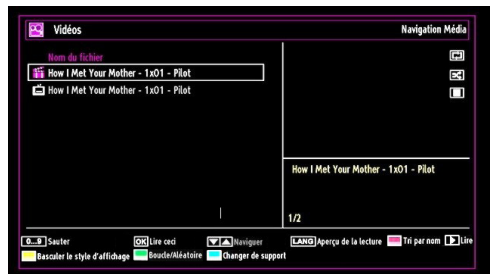 Vidéos Navigation Média
Nom du fichier
How I Met Your Mother - 1x01 - Pilot
How I Met Your Mother - 1x01 - Pilot
How I Met Your Mother - 1x01 - Pilot
1/2
0...9 Sauter OK Lire ceci Naviguer LANG Aperçu de la lecture Tri par nom Lire
Basculer le style d'affichage Boucle/Aléatoire Changer de support